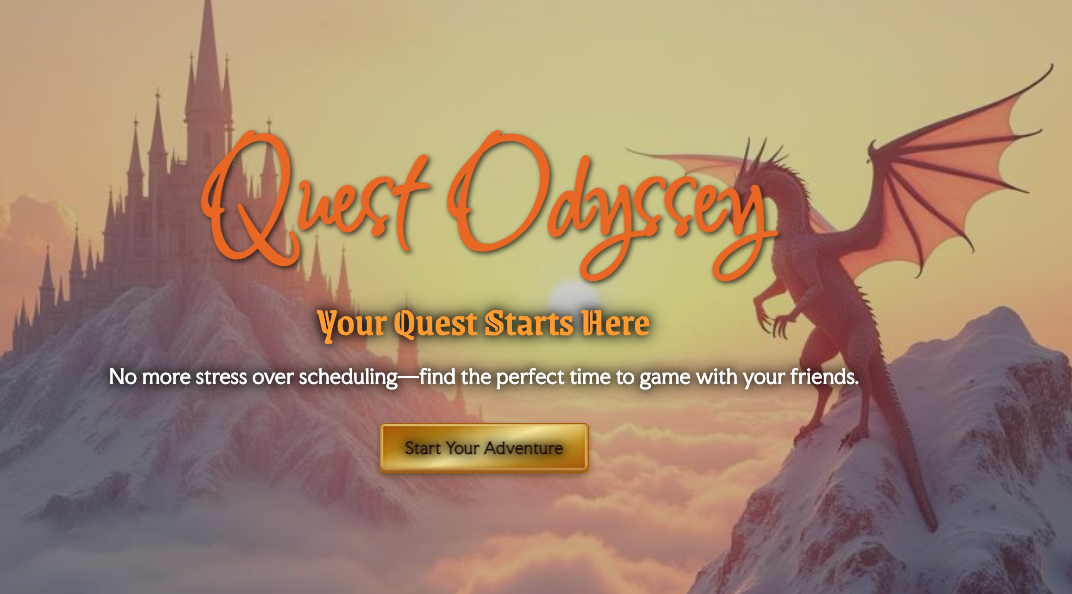 Quest Odyssey
Your Quest Starts Here
No more stress over scheduling—find the perfect time to game with your friends.
Start Your Adventure